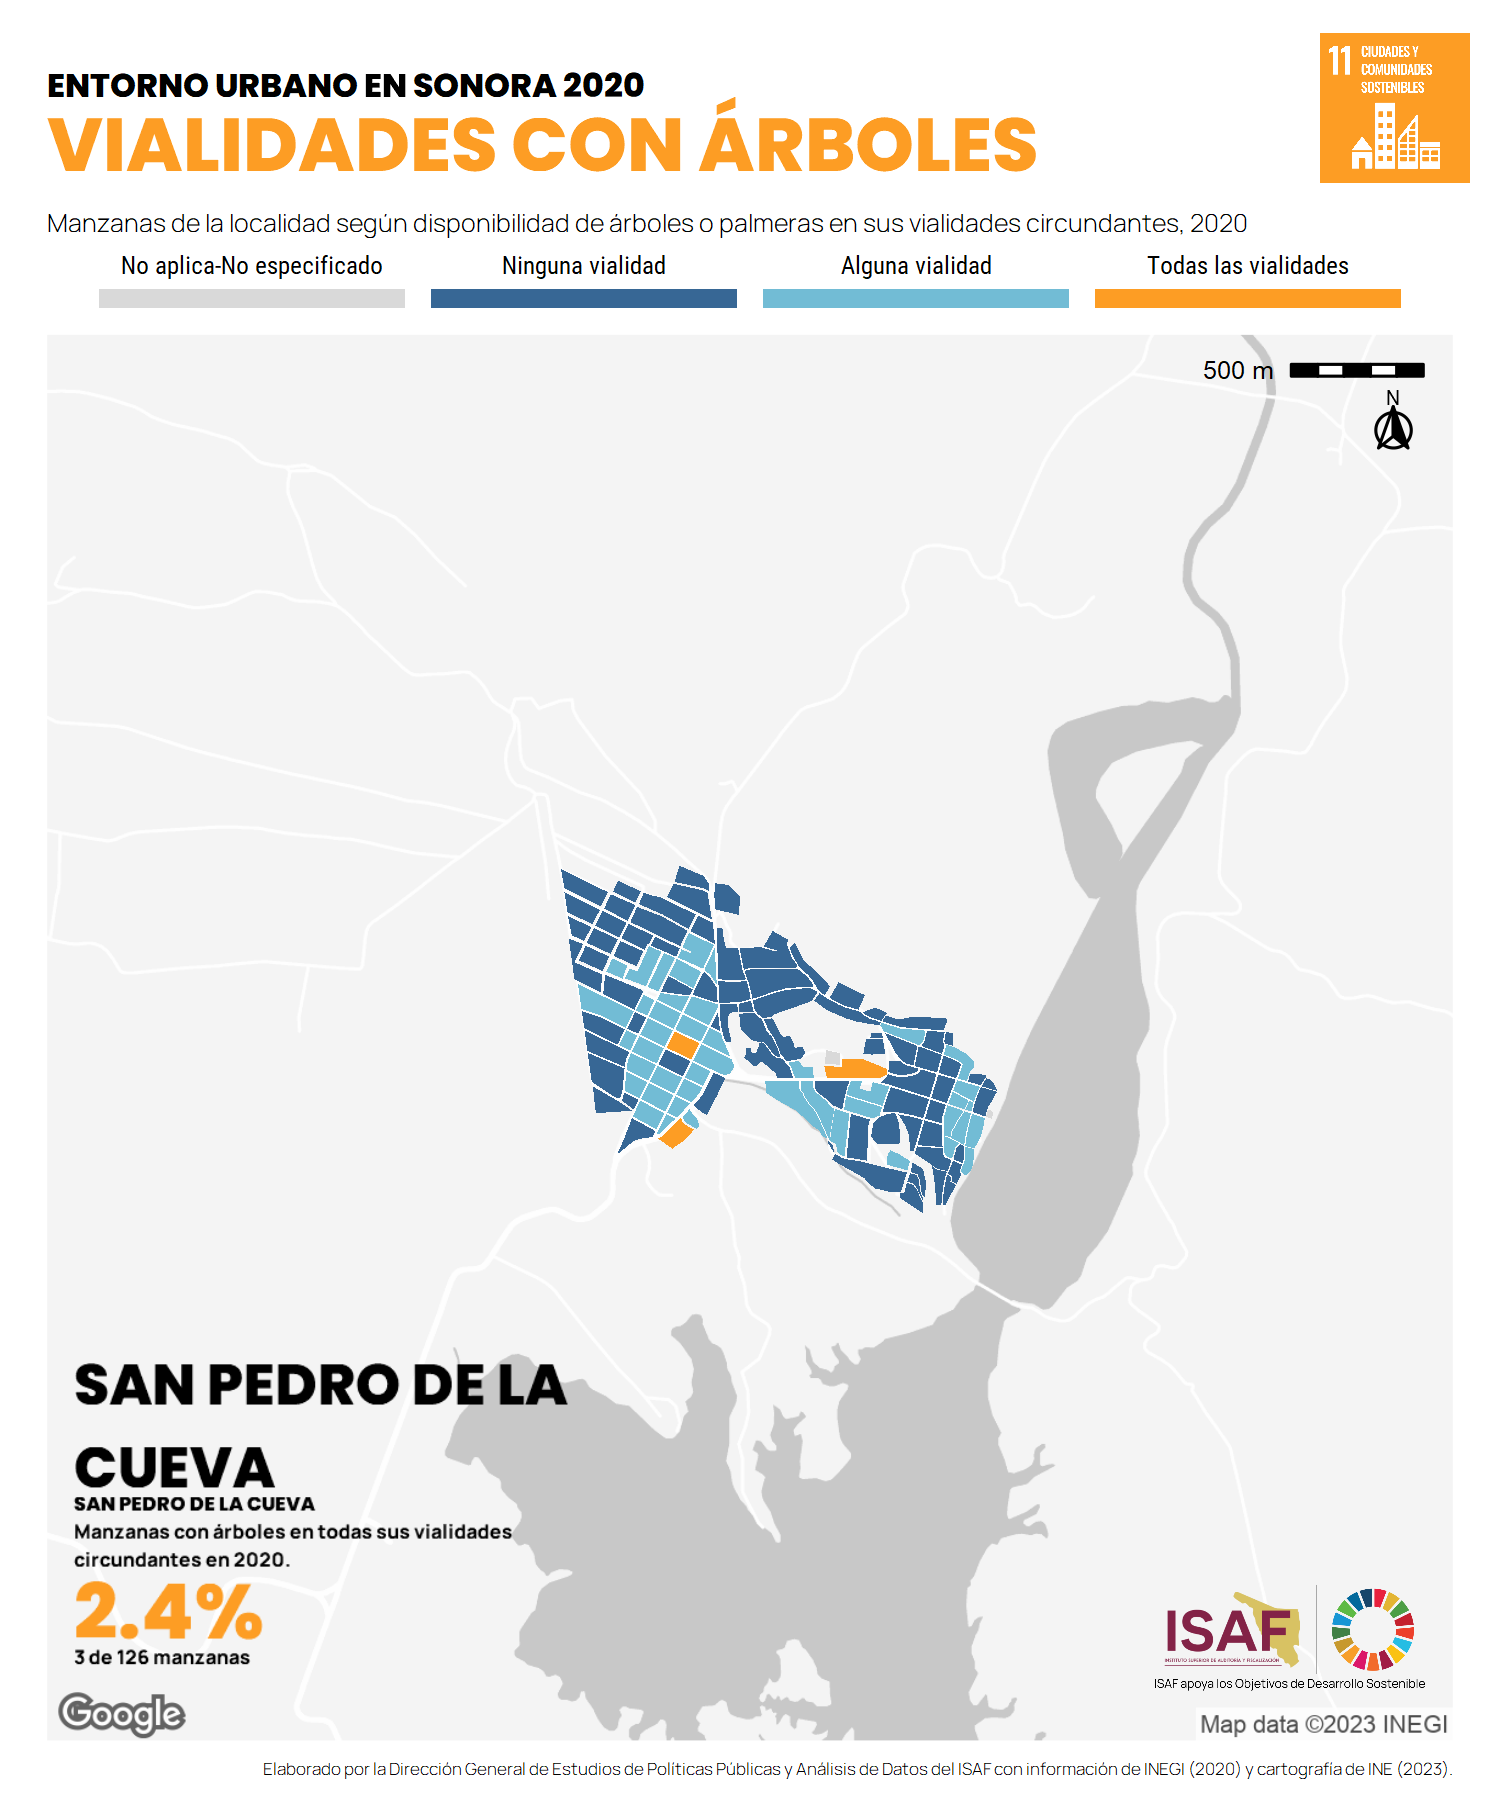 ENTORNO URBANO EN SONORA 2020
VIALIDADES CON ÁRBOLES
11 CIUDADES Y
COMUNIDADES
SOSTENIBLES
Manzanas de la localidad según disponibilidad de árboles o palmeras en sus vialidades circundantes, 2020
No aplica-No especificado Ninguna vialidad Alguna vialidad Todas las vialidades
500 m
N
SAN PEDRO DE LA
CUEVA
SAN PEDRO DE LA CUEVA
Manzanas con árboles en todas sus vialidades
circundantes en 2020.
2.4%
3 de 126 manzanas
ISAF
INSTITUTO SUPERIOR DE AUDITORÍA Y FISCALIZACIÓN
ISAF apoya los Objetivos de Desarrollo Sostenible
Google
Map data ©2023 INEGI
Elaborado por la Dirección General de Estudios de Políticas Públicas y Análisis de Datos del ISAF con información de INEGI (2020) y cartografía de INE (2023).